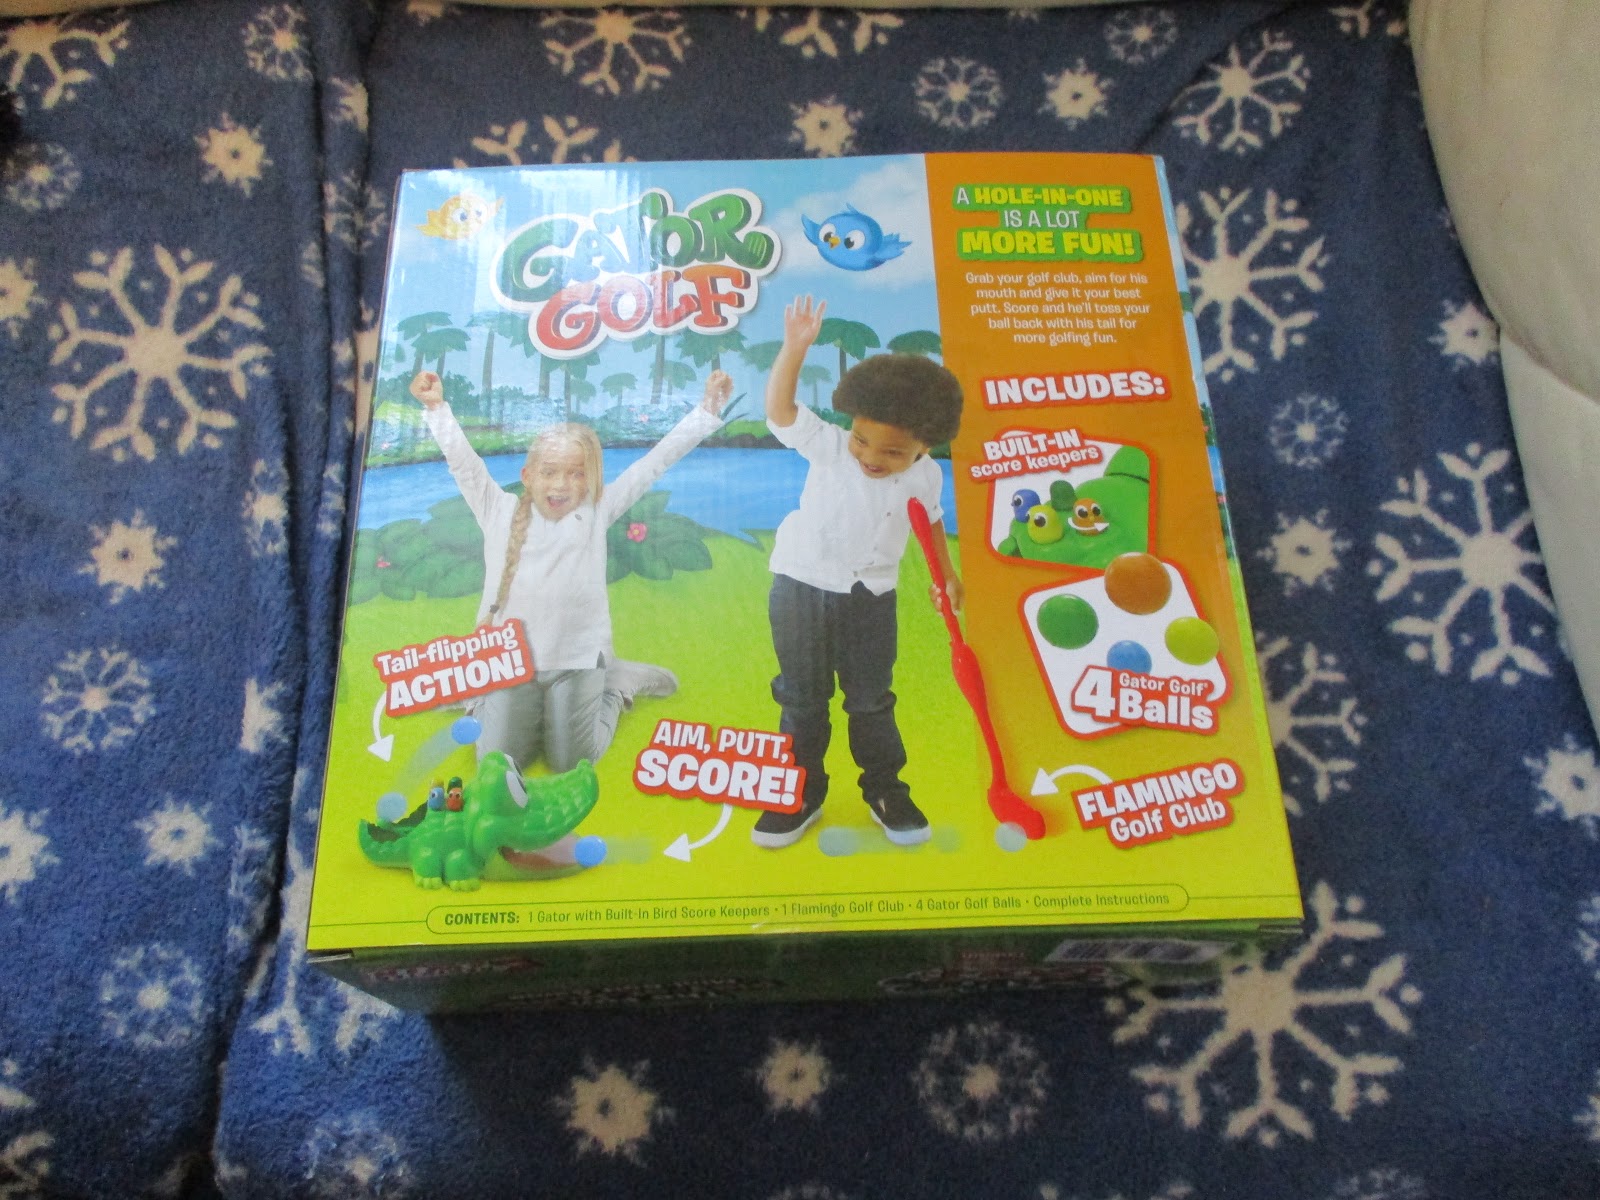 GATOR
GOLF
A HOLE-IN-ONE
IS A LOT
MORE FUN!
Grab your golf club, aim for his
mouth and give it your best
putt. Score and he'll toss your
ball back with his tail for
more golfing fun.
INCLUDES:
BUILT-IN
score keepers
4 Gator Golf®
Balls
FLAMINGO
Golf Club
Tail-flipping
ACTION!
AIM, PUTT,
SCORE!
CONTENTS: 1 Gator with Built-In Bird Score Keepers • 1 Flamingo Golf Club • 4 Gator Golf Balls • Complete Instructions